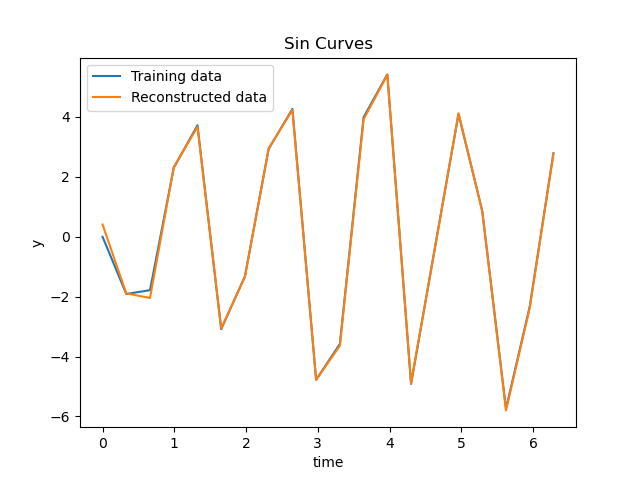 Sin Curves
Training data
Reconstructed data
4
2
0
−2
−4
−6
y
0 1 2 3 4 5 6
time